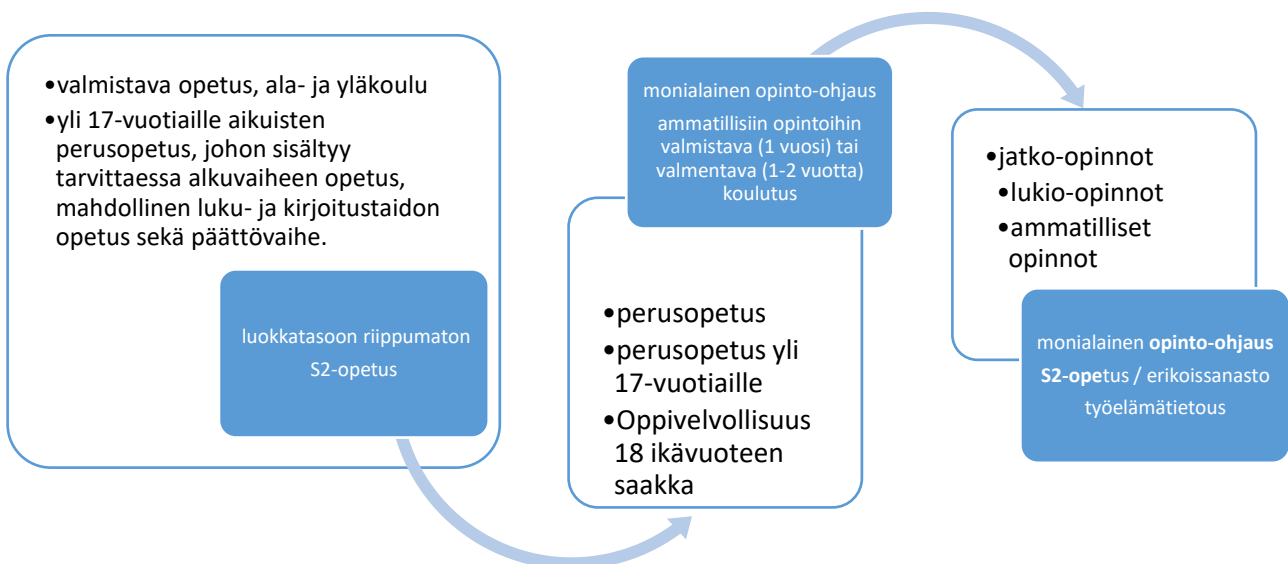 •valmistava opetus, ala- ja yläkoulu
•yli 17-vuotiaille aikuisten
perusopetus, johon sisältyy
tarvittaessa alkuvaiheen opetus,
mahdollinen luku- ja kirjoitustaidon
opetus sekä päättövaihe.
luokkatasoon riippumaton
S2-opetus
monialainen opinto-ohjaus
ammatillisiin opintoihin
valmistava (1 vuosi) tai
valmentava (1-2 vuotta)
koulutus
•perusopetus
•perusopetus yli
17-vuotiaille
•Oppivelvollisuus
18 ikävuoteen
saakka
•jatko-opinnot
•lukio-opinnot
•ammatilliset
opinnot
monialainen opinto-ohjaus
S2-opetus / erikoissanasto
työelämätietous